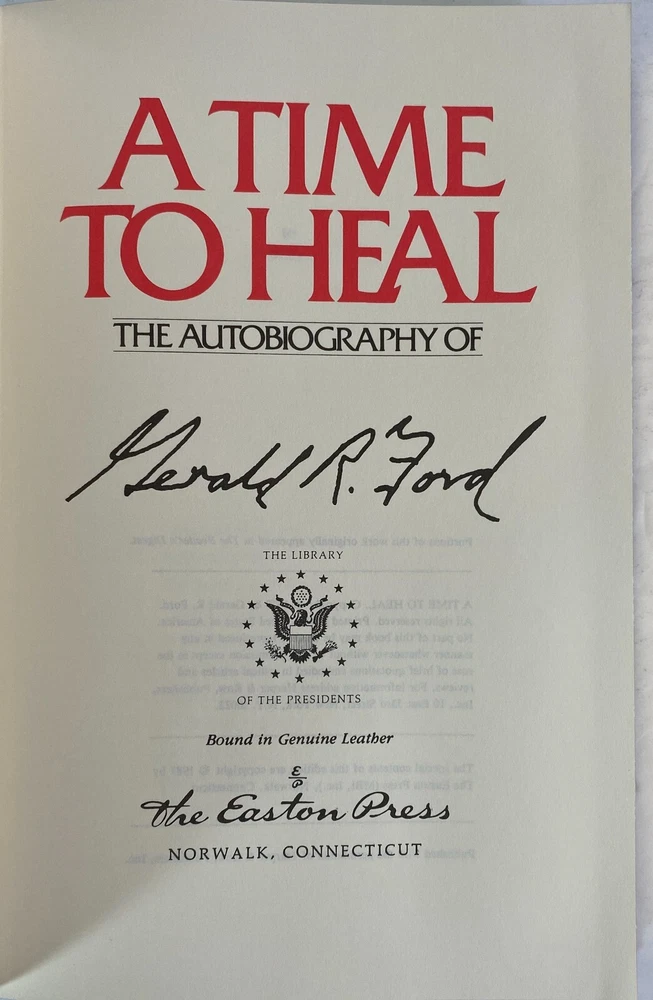 A TIME
TO HEAL
THE AUTOBIOGRAPHY OF
Gerald R. Ford
THE LIBRARY
OF THE PRESIDENTS
Bound in Genuine Leather
E/P
The Easton Press
NORWALK, CONNECTICUT